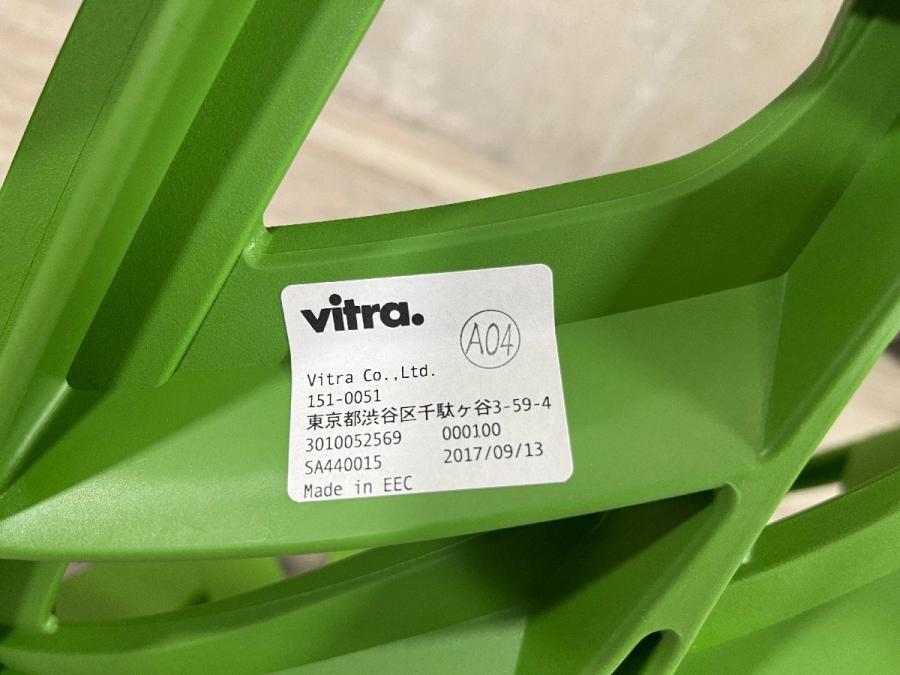 vitra.
A04
Vitra Co.,Ltd.
151-0051
東京都渋谷区千駄ヶ谷3-59-4
3010052569 000100
SA440015 2017/09/13
Made in EEC